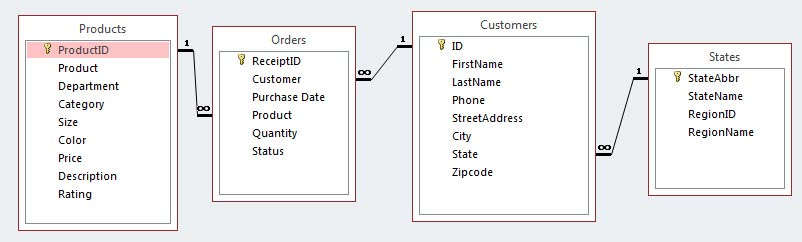 Products
ProductID
Product
Department
Category
Size
Color
Price
Description
Rating
1
∞
Orders
ReceiptID
Customer
Purchase Date
Product
Quantity
Status
∞
1
Customers
ID
FirstName
LastName
Phone
StreetAddress
City
State
Zipcode
∞
1
States
StateAbbr
StateName
RegionID
RegionName